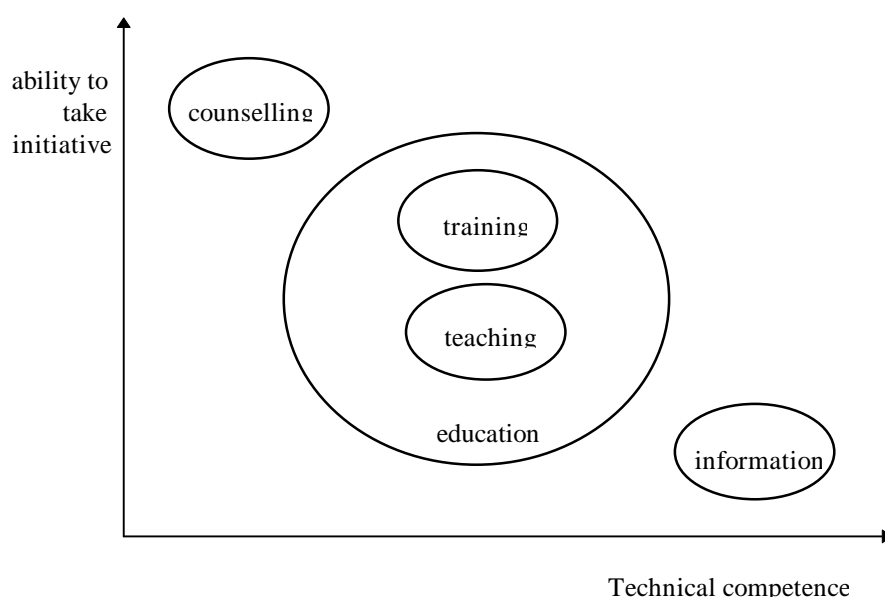 ability to
take
initiative
counselling
training
teaching
education
information
Technical competence